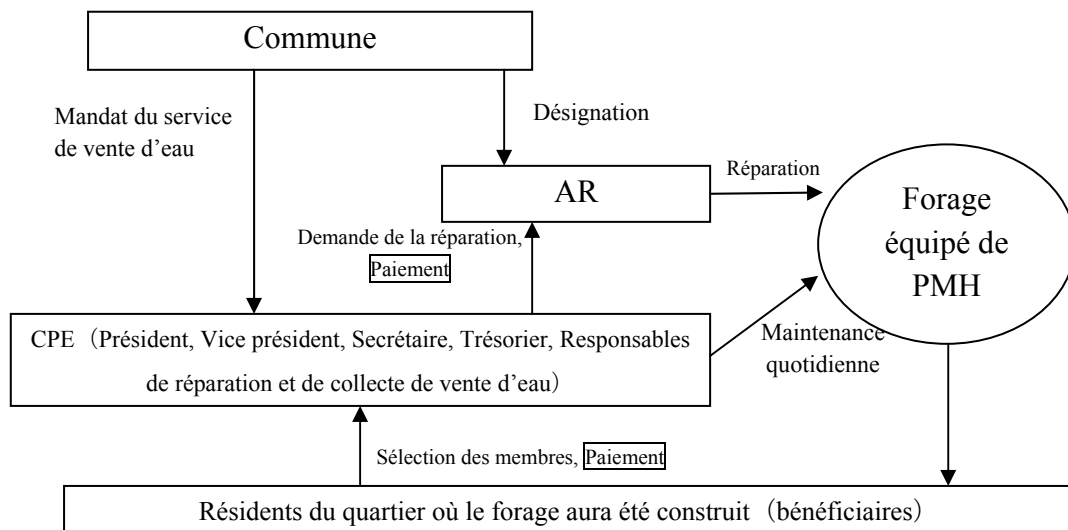 Commune
Mandat du service
de vente d’eau
Désignation
AR
Réparation
Forage
équipé de
PMH
Demande de la réparation,
Paiement
CPE（Président, Vice président, Secrétaire, Trésorier, Responsables
de réparation et de collecte de vente d’eau）
Maintenance
quotidienne
Sélection des membres, Paiement
Résidents du quartier où le forage aura été construit（bénéficiaires）